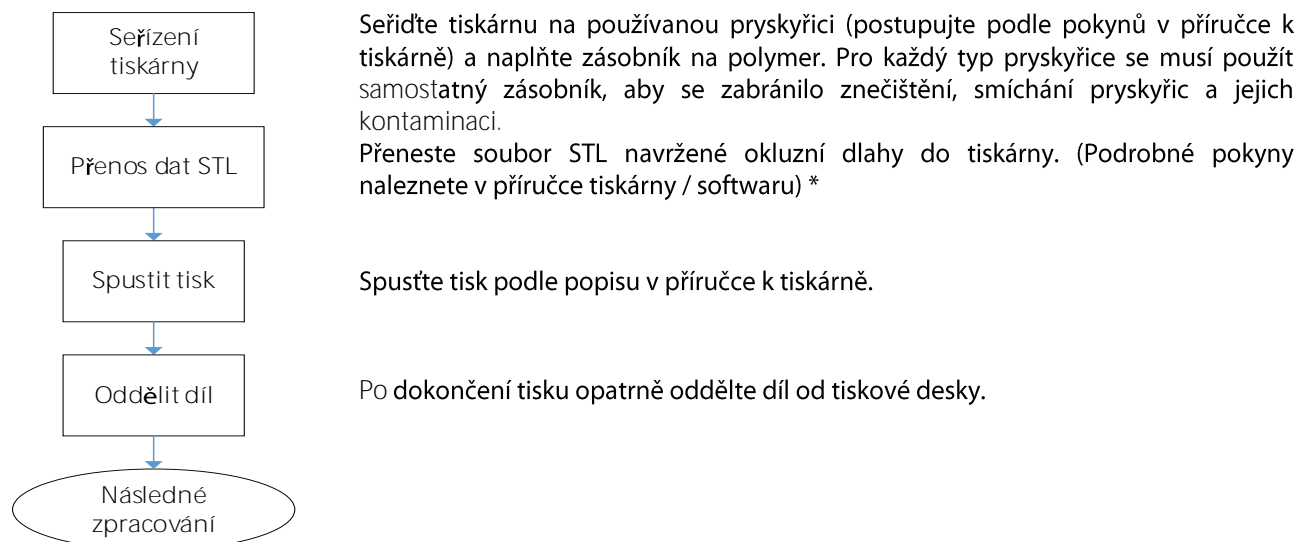 Seřízení
tiskárny
Seřiďte tiskárnu na používanou pryskyřici (postupujte podle pokynů v příručce k
tiskárně) a naplňte zásobník na polymer. Pro každý typ pryskyřice se musí použít
samostatný zásobník, aby se zabránilo znečištění, smíchání pryskyřic a jejich
kontaminaci.
Přenos dat STL
Přeneste soubor STL navržené okluzní dlahy do tiskárny. (Podrobné pokyny
naleznete v příručce tiskárny / softwaru) *
Spustit tisk
Spusťte tisk podle popisu v příručce k tiskárně.
Oddělit díl
Po dokončení tisku opatrně oddělte díl od tiskové desky.
Následné
zpracování